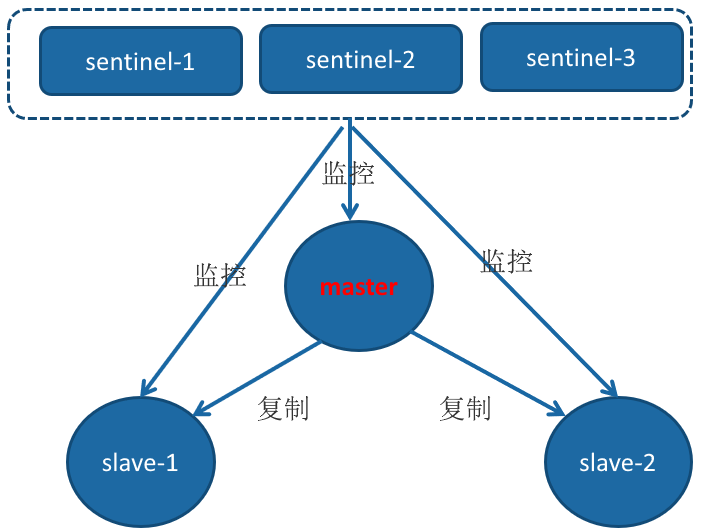 sentinel-1
sentinel-2
sentinel-3
监控
监控
监控
master
复制
复制
slave-1
slave-2